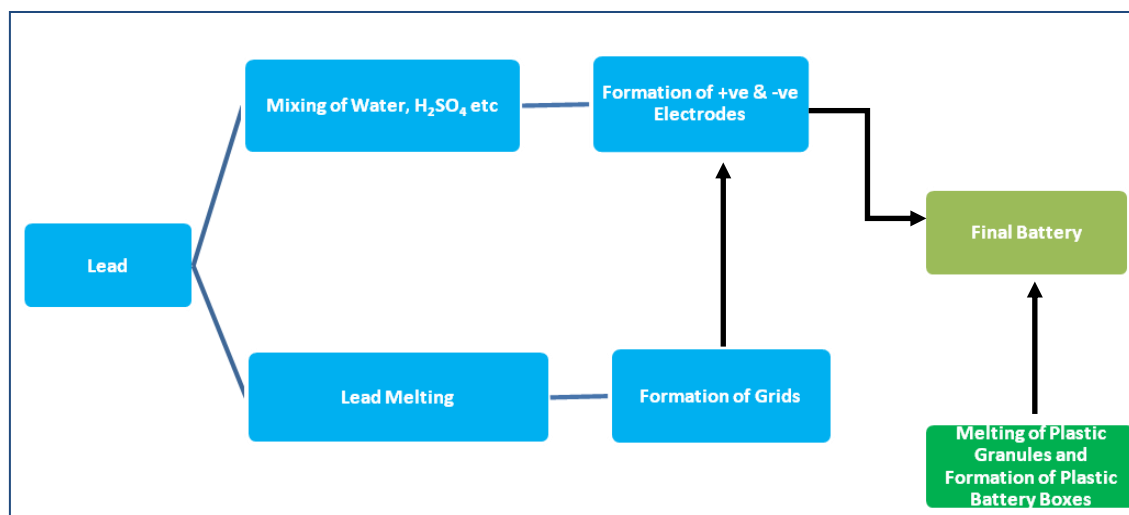 Mixing of Water, H₂SO₄ etc
Formation of +ve & -ve
Electrodes
Lead
Final Battery
Lead Melting
Formation of Grids
Melting of Plastic
Granules and
Formation of Plastic
Battery Boxes